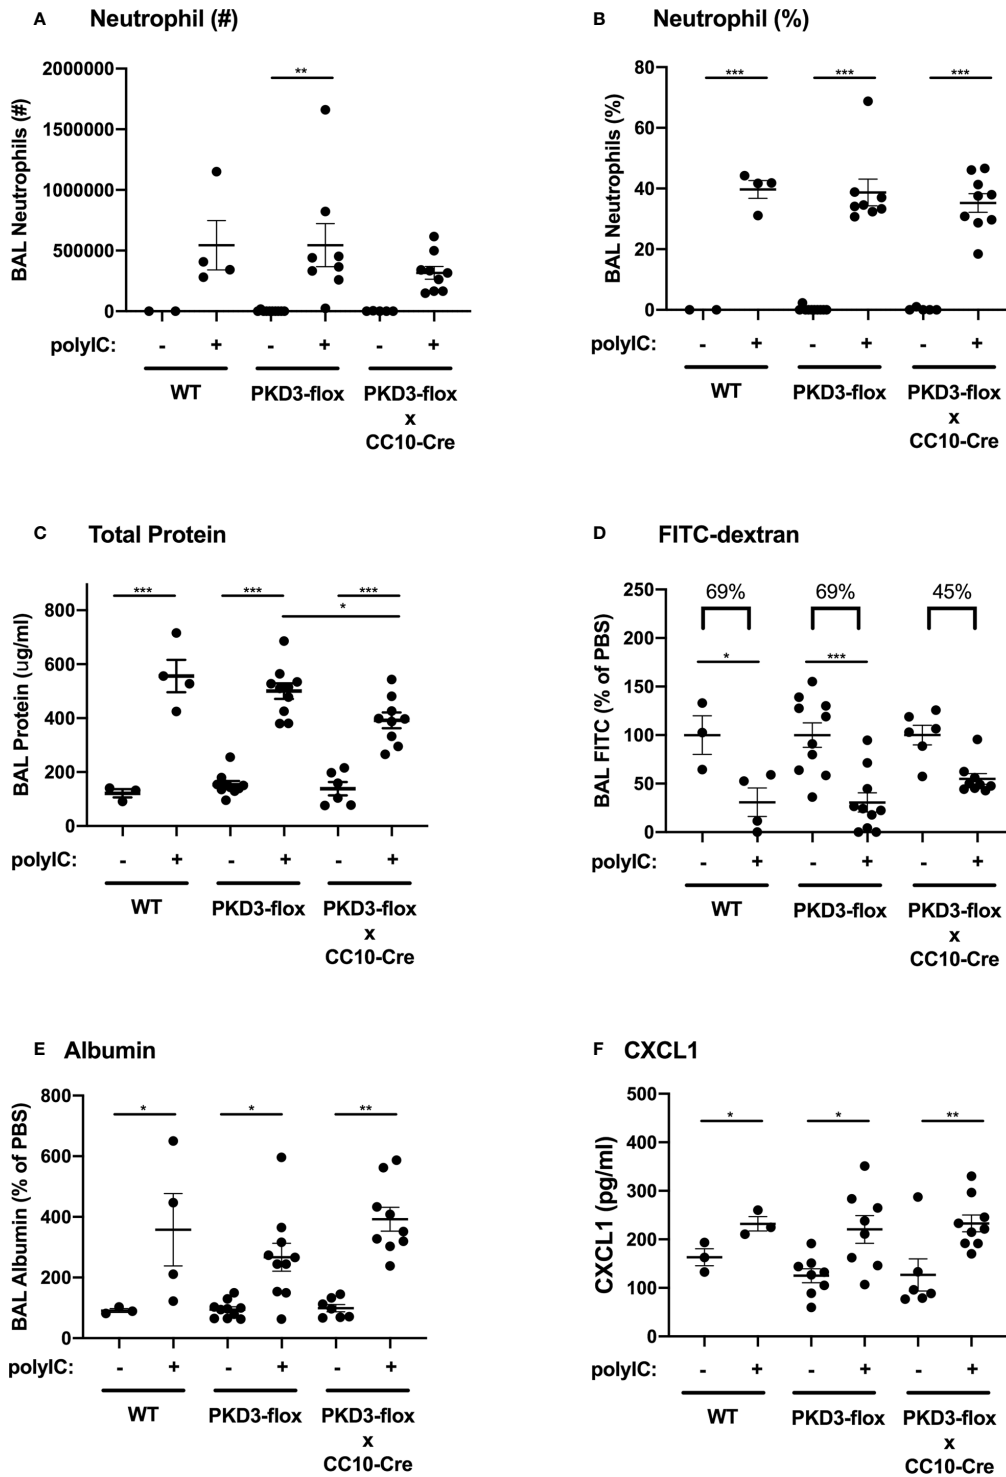 A Neutrophil (#)
BAL Neutrophils (#)
2000000
1500000
1000000
500000
0
**
polyIC: - + - + - +
WT PKD3-flox PKD3-flox
x
CC10-Cre
B Neutrophil (%)
BAL Neutrophils (%)
80
60
40
20
0
*** *** ***
polyIC: - + - + - +
WT PKD3-flox PKD3-flox
x
CC10-Cre
C Total Protein
BAL Protein (ug/ml)
800
600
400
200
0
*** *** ***
*
polyIC: - + - + - +
WT PKD3-flox PKD3-flox
x
CC10-Cre
D FITC-dextran
BAL FITC (% of PBS)
250
200
150
100
50
0
69% 69% 45%
* ***
polyIC: - + - + - +
WT PKD3-flox PKD3-flox
x
CC10-Cre
E Albumin
BAL Albumin (% of PBS)
800
600
400
200
0
* * **
polyIC: - + - + - +
WT PKD3-flox PKD3-flox
x
CC10-Cre
F CXCL1
CXCL1 (pg/ml)
500
400
300
200
100
0
* * **
polyIC: - + - + - +
WT PKD3-flox PKD3-flox
x
CC10-Cre